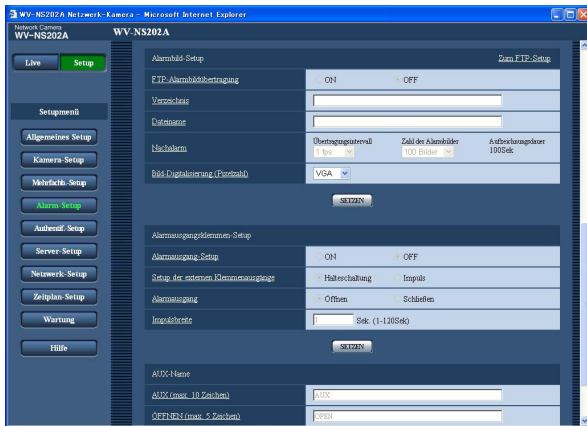 WV-NS202A Netzwerk-Kamera - Microsoft Internet Explorer
Network Camera
WV-NS202A
WV-NS202A
Live
Setup
Setupmenü
Allgemeines Setup
Kamera-Setup
Mehrfachb.-Setup
Alarm-Setup
Authentif.-Setup
Server-Setup
Netzwerk-Setup
Zeitplan-Setup
Wartung
Hilfe
Alarmbild-Setup
Zum FTP-Setup
FTP-Alarmbildübertragung
ON
OFF
Verzeichnis
Dateiname
Nachalarm
Übertragungsintervall
1 fps
Zahl der Alarmbilder
100 Bilder
Aufzeichnungsdauer
100Sek
Bild-Digitalisierung (Pixelzahl)
VGA
SETZEN
Alarmausgangsklemmen-Setup
Alarmausgang-Setup
ON
OFF
Setup der externen Klemmenausgänge
Halteschaltung
Impuls
Alarmausgang
Öffnen
Schließen
Impulsbreite
1
Sek. (1-120Sek)
SETZEN
AUX-Name
AUX (max. 10 Zeichen)
AUX
ÖFFNEN (max. 5 Zeichen)
OPEN